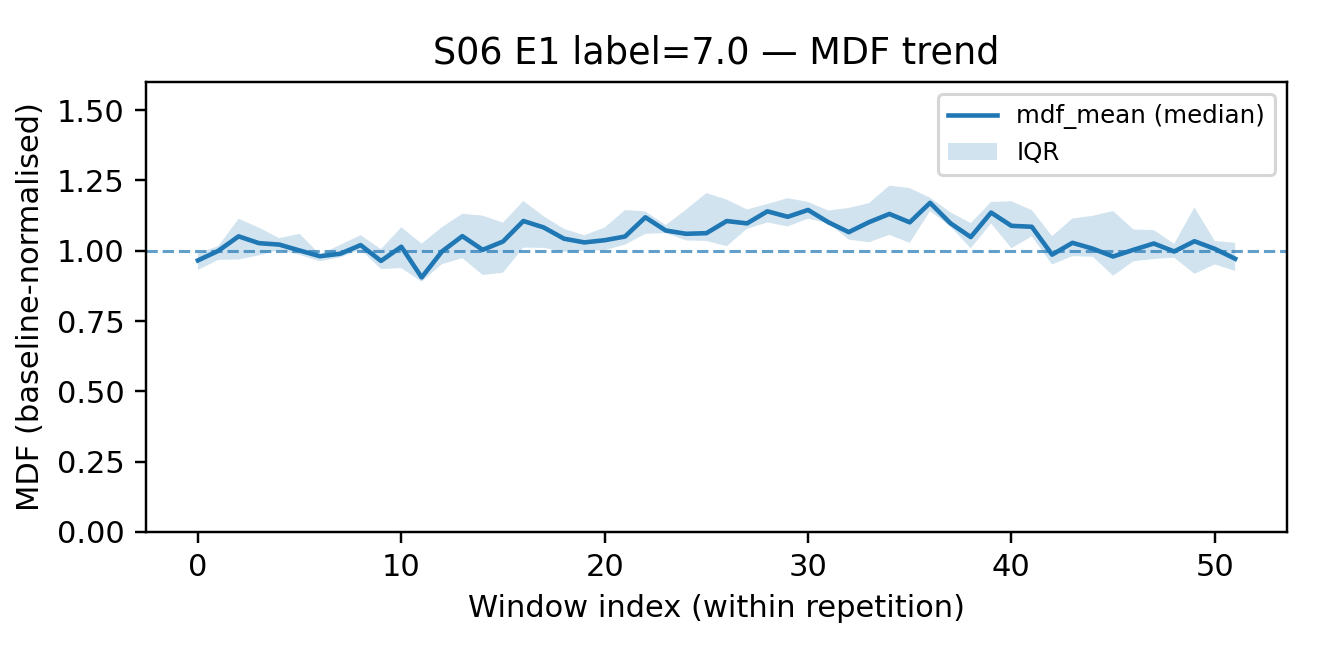 S06 E1 label=7.0 — MDF trend
MDF (baseline-normalised)
1.50
1.25
1.00
0.75
0.50
0.25
0.00
mdf_mean (median)
IQR
0 10 20 30 40 50
Window index (within repetition)